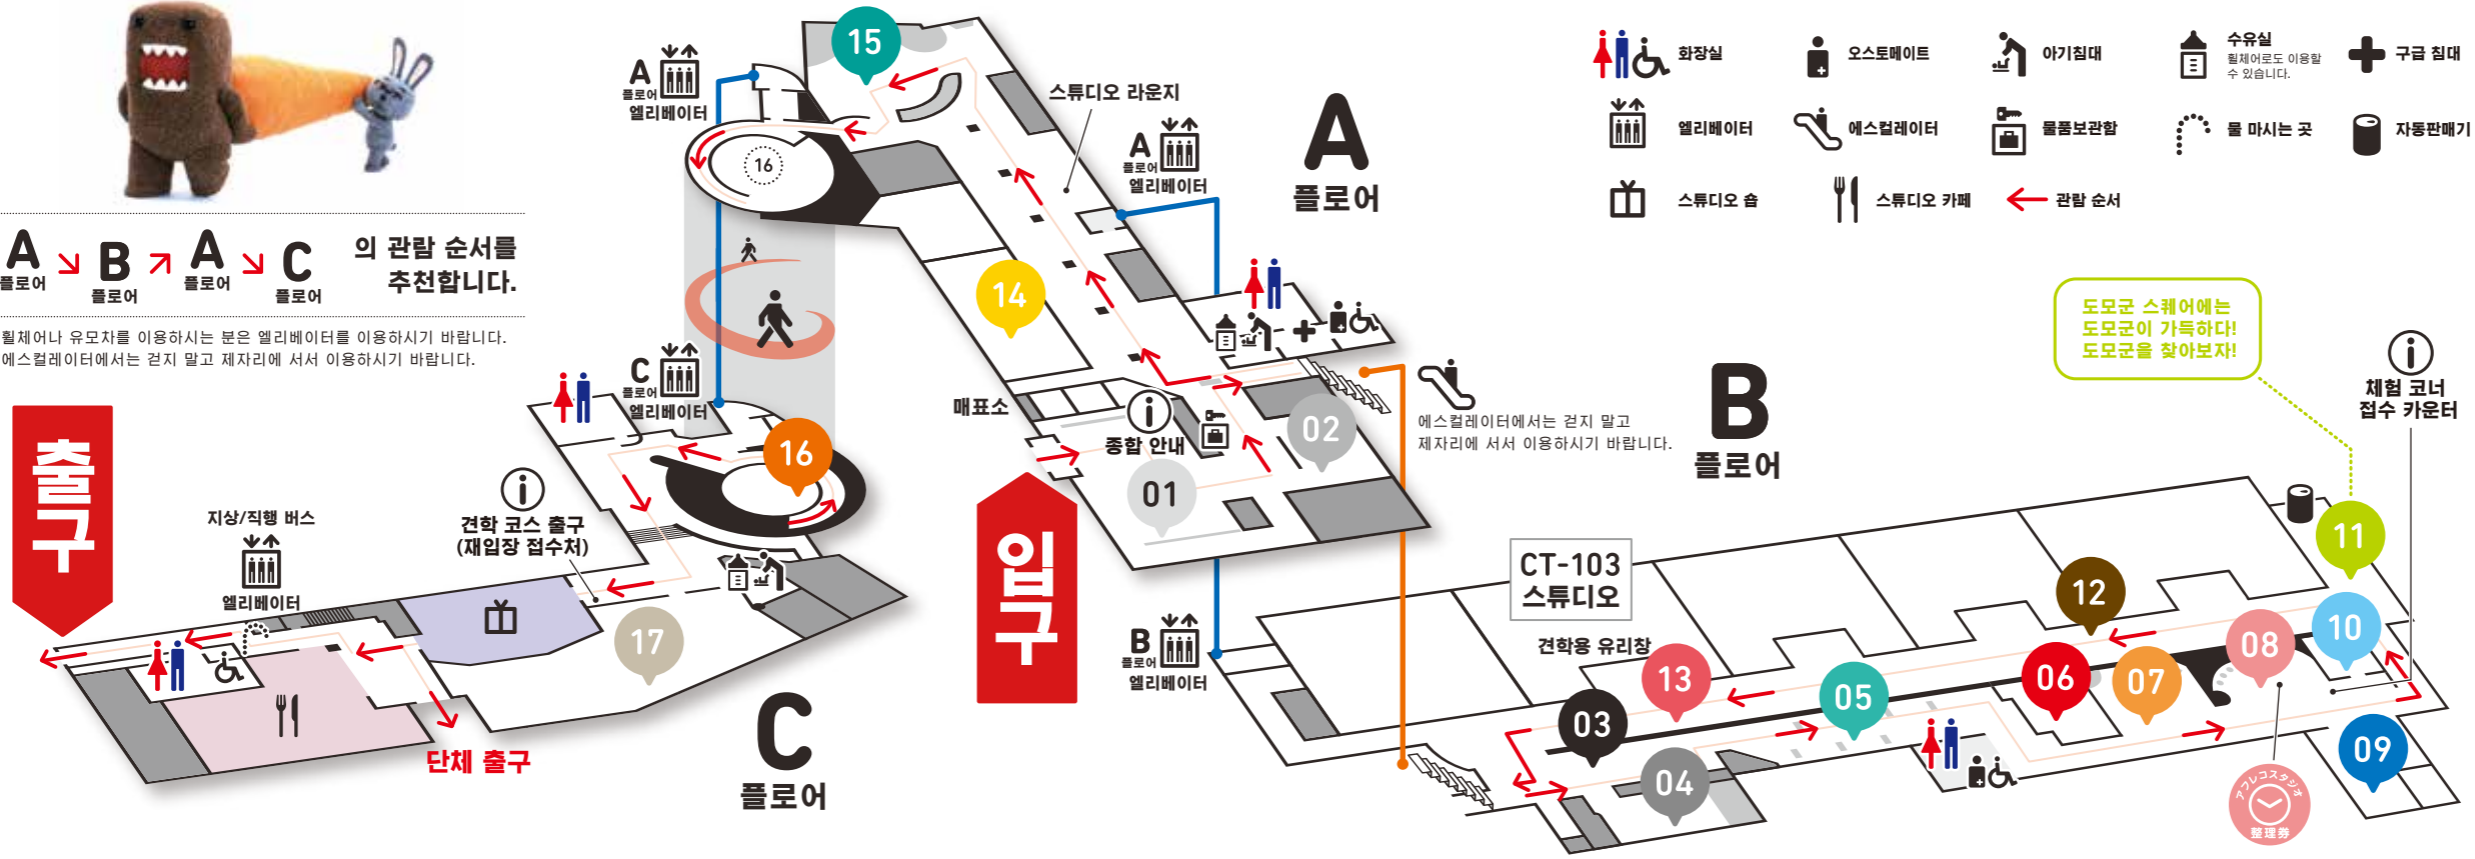 A
플로어
B
플로어
A
플로어
C
플로어
의 관람 순서를
추천합니다.
휠체어나 유모차를 이용하시는 분은 엘리베이터를 이용하시기 바랍니다.
에스컬레이터에서는 걷지 말고 제자리에 서서 이용하시기 바랍니다.
화장실
오스토메이트
아기침대
수유실
휠체어로도 이용할
수 있습니다.
구급 침대
엘리베이터
에스컬레이터
물품보관함
물 마시는 곳
자동판매기
스튜디오 숍
스튜디오 카페
관람 순서
A
플로어
엘리베이터
15
16
스튜디오 라운지
A
플로어
엘리베이터
A
플로어
14
매표소
종합 안내
01
02
입구
에스컬레이터에서는 걷지 말고
제자리에 서서 이용하시기 바랍니다.
B
플로어
도모군 스퀘어에는
도모군이 가득하다!
도모군을 찾아보자!
체험 코너
접수 카운터
CT-103
스튜디오
견학용 유리창
B
플로어
엘리베이터
03
04
05
06
07
08
09
10
11
12
13
アフレコスタジオ
整理券
C
플로어
엘리베이터
16
출구
지상/직행 버스
엘리베이터
견학 코스 출구
(재입장 접수처)
17
단체 출구
C
플로어